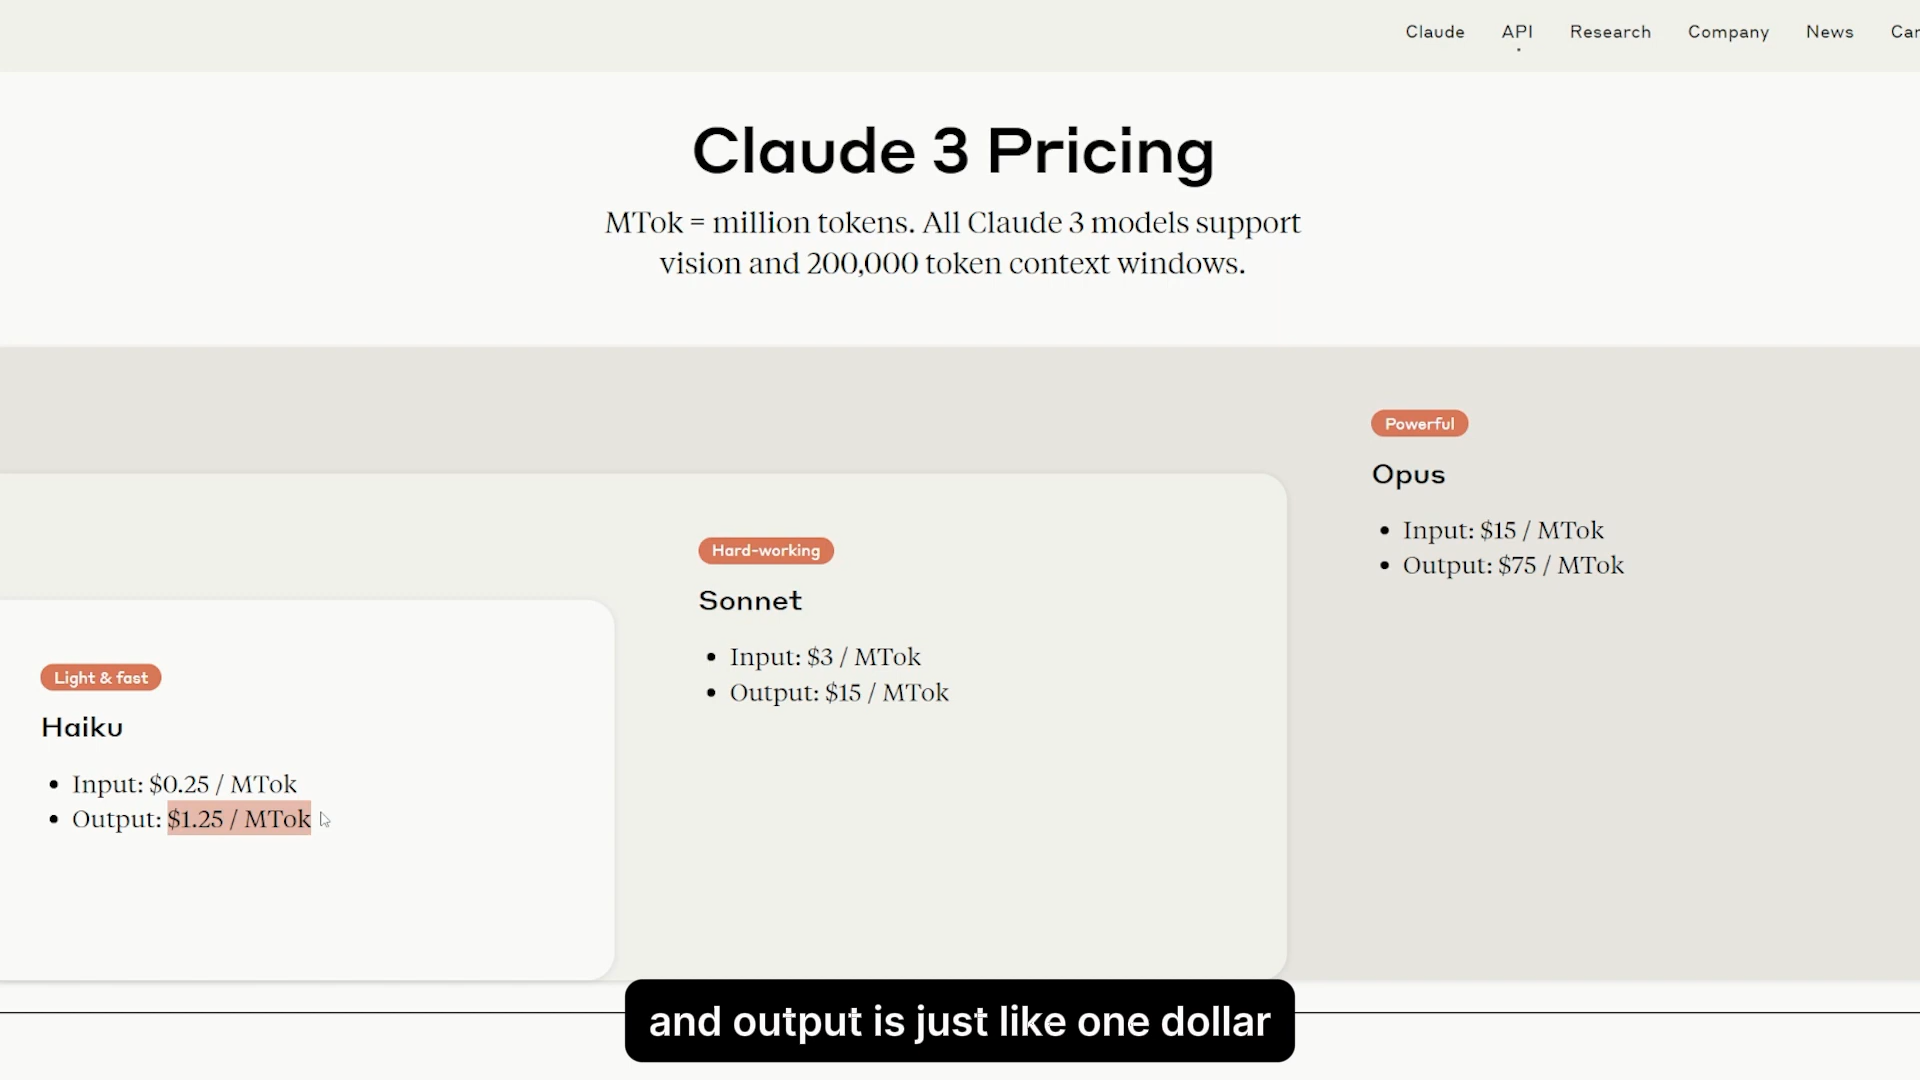 Claude API Research Company News
Claude 3 Pricing
MTok = million tokens. All Claude 3 models support
vision and 200,000 token context windows.
Powerful
Opus
• Input: $15 / MTok
• Output: $75 / MTok
Hard-working
Sonnet
• Input: $3 / MTok
• Output: $15 / MTok
Light & fast
Haiku
• Input: $0.25 / MTok
• Output: $1.25 / MTok
and output is just like one dollar